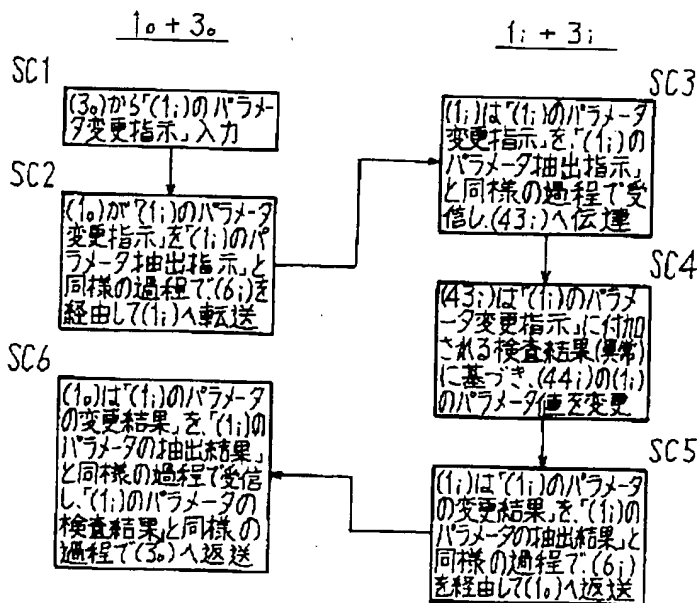 1₀ + 3₀
1ᵢ + 3ᵢ
SC1
(3₀)から「(1ᵢ)のパラメー
タ変更指示」入力
SC2
(1₀)が「(1ᵢ)のパラメータ
変更指示」を「(1ᵢ)のパ
ラメータ抽出指示」と
同様の過程で、(6ᵢ)を
経由して(1ᵢ)へ転送
SC3
(1ᵢ)は「(1ᵢ)のパラメータ
変更指示」を、「(1ᵢ)の
パラメータ抽出指示」
と同様の過程で受
信し、(43ᵢ)へ伝達
SC4
(43ᵢ)は「(1ᵢ)のパラメ
ータ変更指示」に付加
される検査結果(異常)
に基づき、(44ᵢ)の(1ᵢ)
のパラメータ値を変更
SC5
(1ᵢ)は「(1ᵢ)のパラメータ
の変更結果」を、「(1ᵢ)の
パラメータの抽出結果」と
同様の過程で、(6ᵢ)
を経由して(1₀)へ返送
SC6
(1₀)は「(1ᵢ)のパラメータ
の変更結果」を、「(1ᵢ)の
パラメータの抽出結果」
と同様の過程で受信
し、「(1ᵢ)のパラメータの
検査結果」と同様の
過程で(3₀)へ返送